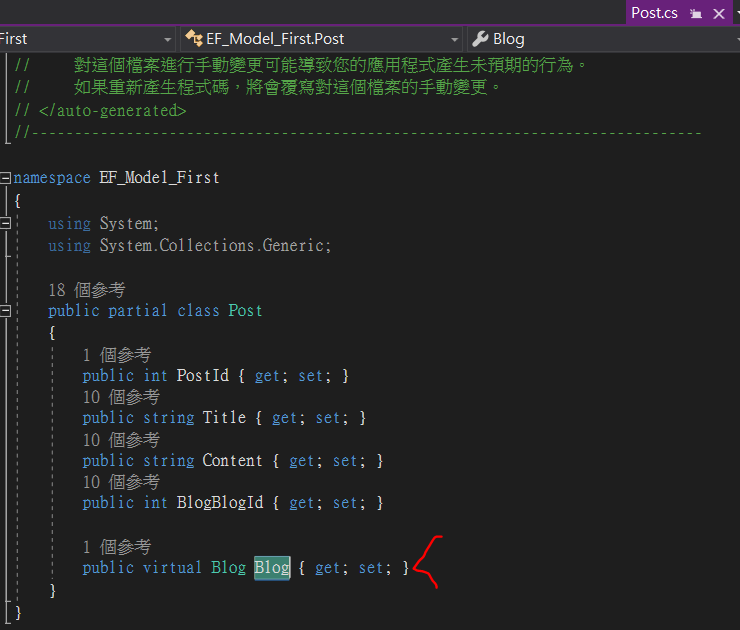 Post.cs
First EF_Model_First.Post Blog
//     對這個檔案進行手動變更可能導致您的應用程式產生未預期的行為。
//     如果重新產生程式碼，將會覆寫對這個檔案的手動變更。
// </auto-generated>
//------------------------------------------------------------------------------
namespace EF_Model_First
{
using System;
using System.Collections.Generic;
18 個參考
public partial class Post
{
1 個參考
public int PostId { get; set; }
10 個參考
public string Title { get; set; }
10 個參考
public string Content { get; set; }
10 個參考
public int BlogBlogId { get; set; }
1 個參考
public virtual Blog Blog { get; set; }
}
}